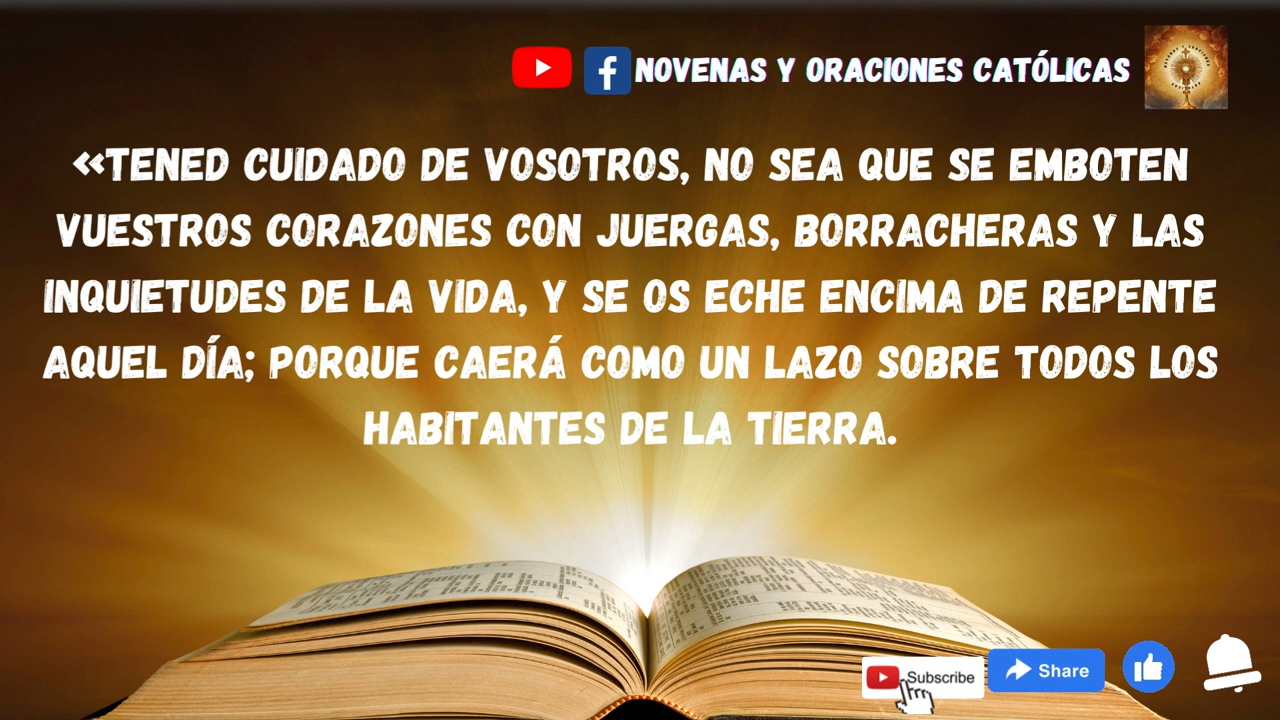 NOVENAS Y ORACIONES CATÓLICAS
«TENED CUIDADO DE VOSOTROS, NO SEA QUE SE EMBOTEN
VUESTROS CORAZONES CON JUERGAS, BORRACHERAS Y LAS
INQUIETUDES DE LA VIDA, Y SE OS ECHE ENCIMA DE REPENTE
AQUEL DÍA; PORQUE CAERÁ COMO UN LAZO SOBRE TODOS LOS
HABITANTES DE LA TIERRA.
Subscribe
Share